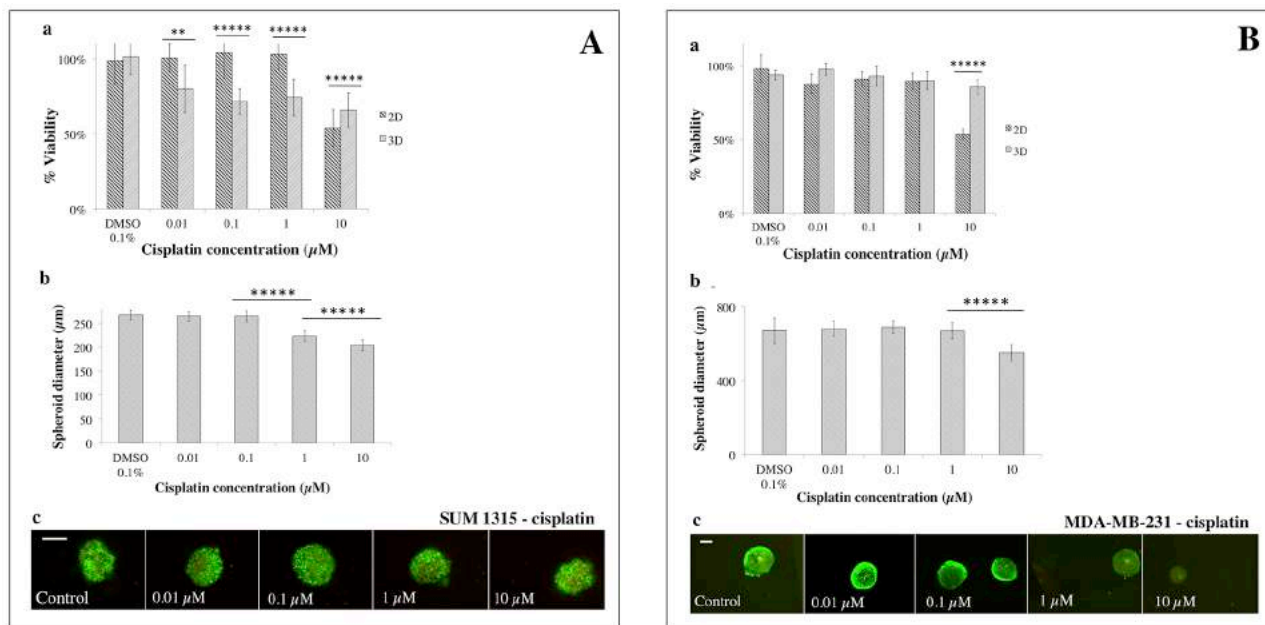 A
a
**
*****
*****
*****
100%
50%
0%
% Viability
2D
3D
DMSO
0.1%
0.01
0.1
1
10
Cisplatin concentration (µM)
b
*****
*****
250
200
150
100
50
0
Spheroid diameter (µm)
DMSO
0.1%
0.01
0.1
1
10
Cisplatin concentration (µM)
c
SUM 1315 - cisplatin
Control
0.01 µM
0.1 µM
1 µM
10 µM
B
a
*****
100%
50%
0%
% Viability
2D
3D
DMSO
0.1%
0.01
0.1
1
10
Cisplatin concentration (µM)
b
*****
800
600
400
200
0
Spheroid diameter (µm)
DMSO
0.1%
0.01
0.1
1
10
Cisplatin concentration (µM)
c
MDA-MB-231 - cisplatin
Control
0.01 µM
0.1 µM
1 µM
10 µM